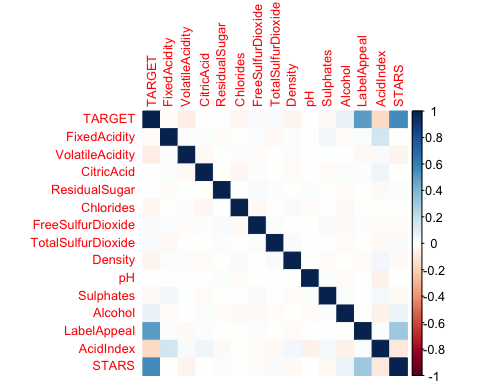 TARGET
FixedAcidity
VolatileAcidity
CitricAcid
ResidualSugar
Chlorides
FreeSulfurDioxide
TotalSulfurDioxide
Density
pH
Sulphates
Alcohol
LabelAppeal
AcidIndex
STARS
TARGET
FixedAcidity
VolatileAcidity
CitricAcid
ResidualSugar
Chlorides
FreeSulfurDioxide
TotalSulfurDioxide
Density
pH
Sulphates
Alcohol
LabelAppeal
AcidIndex
STARS
1
0.8
0.6
0.4
0.2
0
-0.2
-0.4
-0.6
-0.8
-1